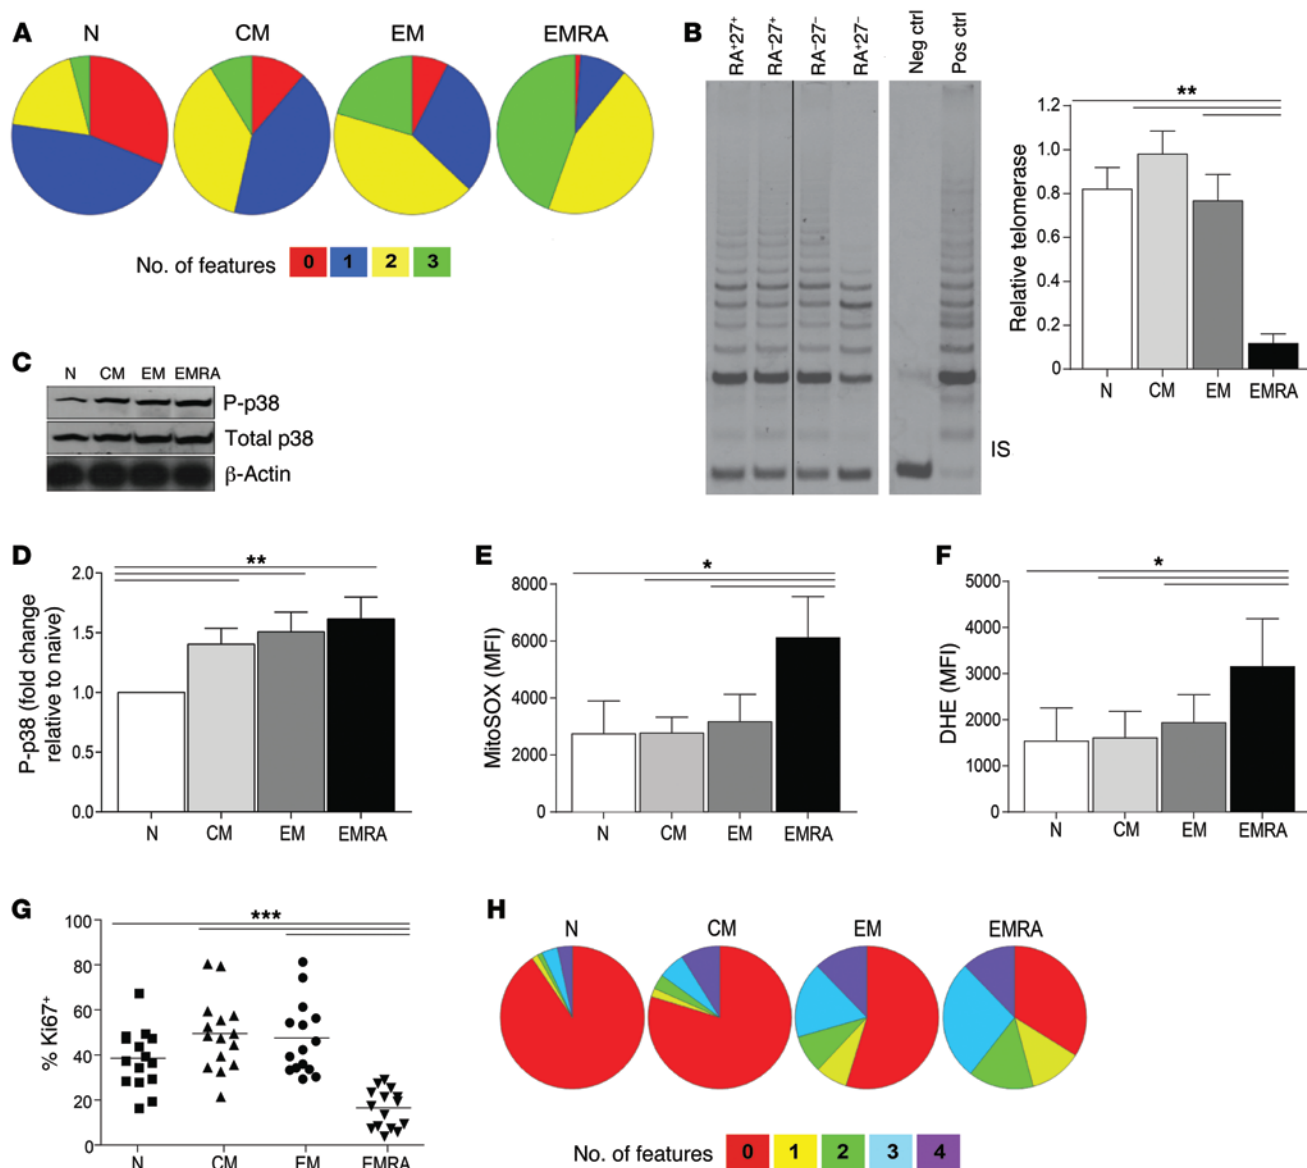 A
N CM EM EMRA
No. of features 0 1 2 3
B
RA⁺27⁺ RA⁻27⁺ RA⁻27⁻ RA⁺27⁻ Neg ctrl Pos ctrl
IS
**
Relative telomerase
1.2
1.0
0.8
0.6
0.4
0.2
0
N CM EM EMRA
C
N CM EM EMRA
P-p38
Total p38
β-Actin
D
**
P-p38 (fold change
relative to naive)
2.0
1.5
1.0
0.5
0.0
N CM EM EMRA
E
*
MitoSOX (MFI)
8000
6000
4000
2000
0
N CM EM EMRA
F
*
DHE (MFI)
5000
4000
3000
2000
1000
0
N CM EM EMRA
G
***
% Ki67⁺
100
80
60
40
20
0
N CM EM EMRA
H
N CM EM EMRA
No. of features 0 1 2 3 4